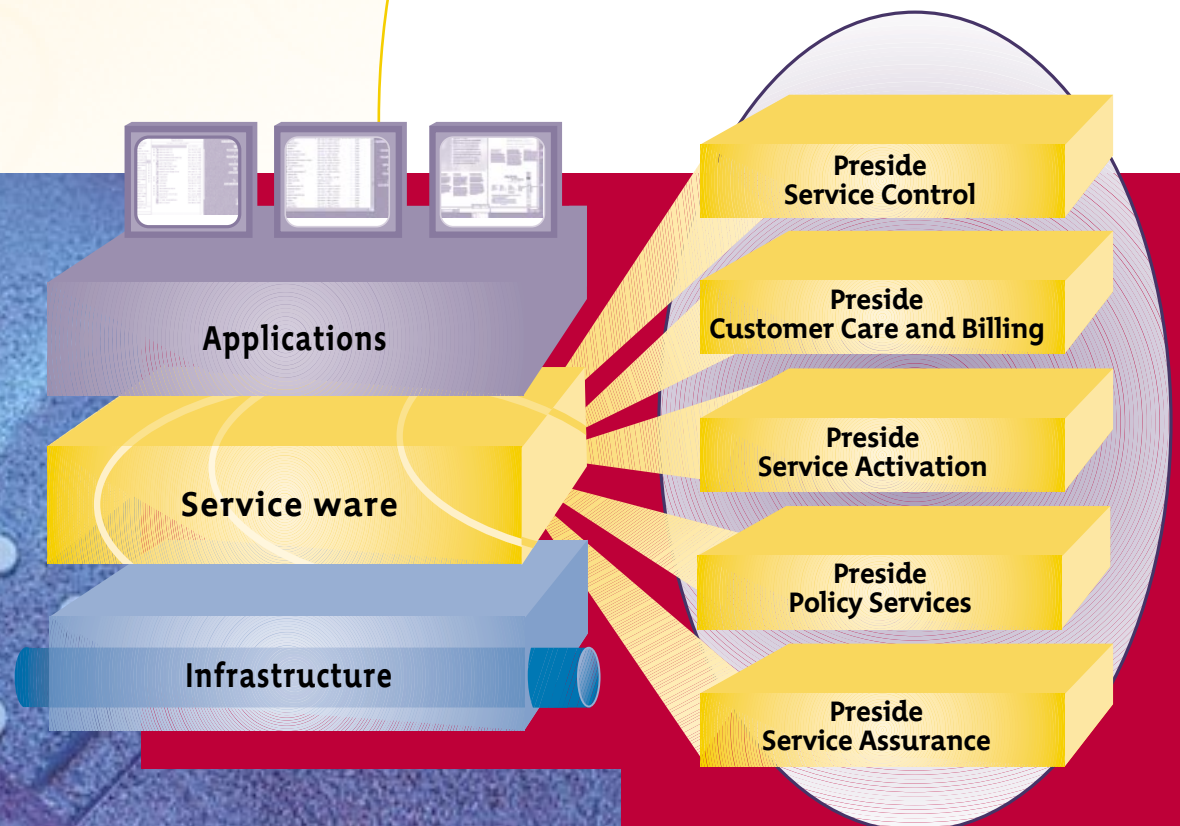 Applications
Service ware
Infrastructure
Preside
Service Control
Preside
Customer Care and Billing
Preside
Service Activation
Preside
Policy Services
Preside
Service Assurance